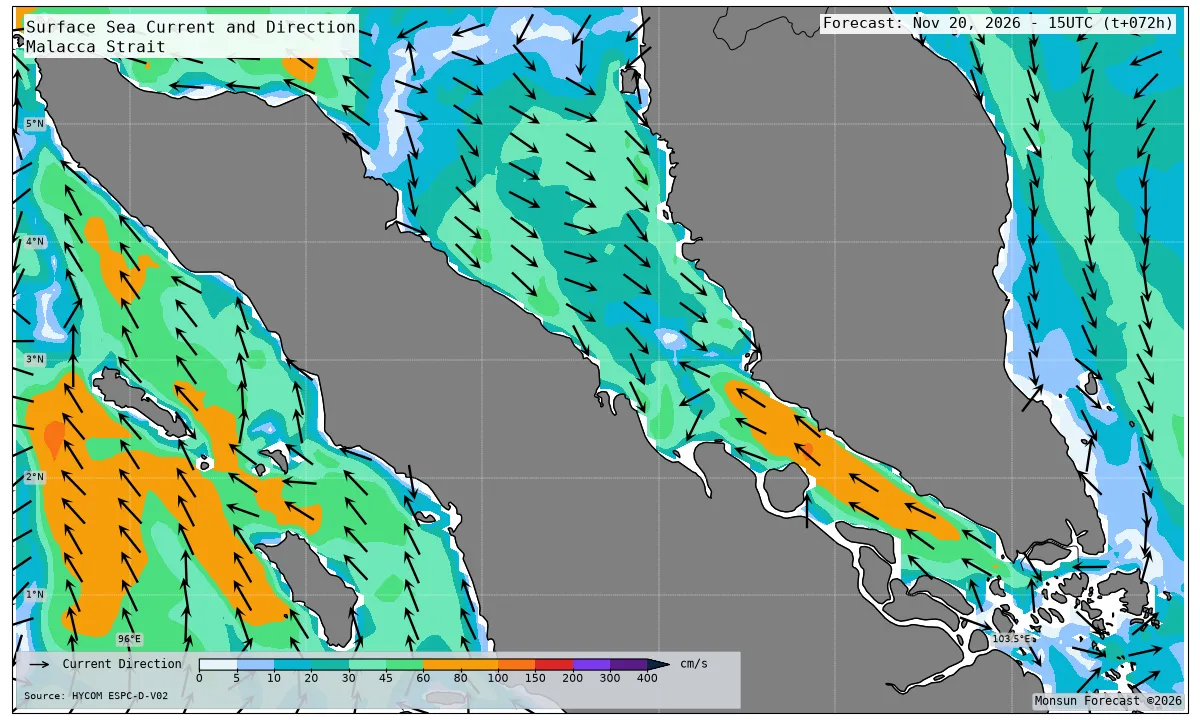 Surface Sea Current and Direction
Malacca Strait
Forecast: Nov 20, 2026 - 15UTC (t+072h)
5°N
4°N
3°N
2°N
1°N
96°E
103.5°E
Current Direction
0 5 10 20 30 45 60 80 100 150 200 300 400
cm/s
Source: HYCOM ESPC-D-V02
Monsun Forecast ©2026